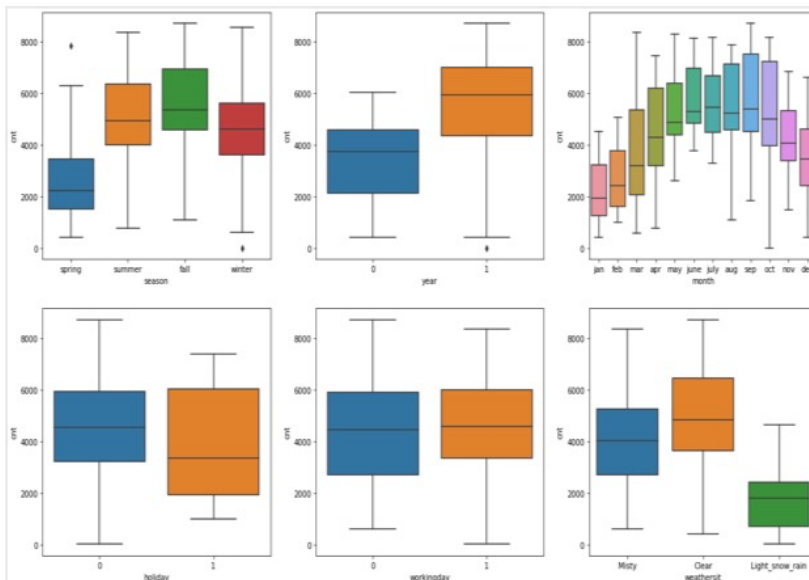 8000
6000
4000
2000
0
cnt
spring summer fall winter
season
8000
6000
4000
2000
0
cnt
0 1
year
8000
6000
4000
2000
0
cnt
jan feb mar apr may june july aug sep oct nov de
month
8000
6000
4000
2000
0
cnt
0 1
holiday
8000
6000
4000
2000
0
cnt
0 1
workingday
8000
6000
4000
2000
0
cnt
Misty Clear Light_snow_rain
weathersit